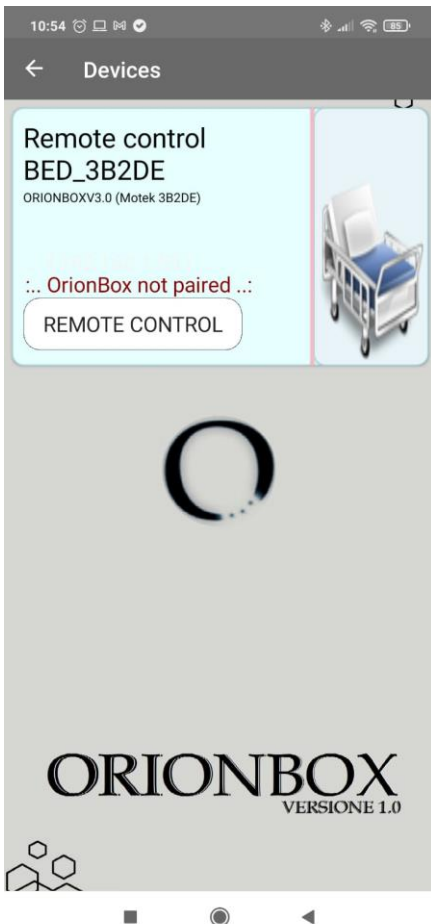 10:54
85
Devices
Remote control
BED_3B2DE
ORIONBOXV3.0 (Motek 3B2DE)
:.. OrionBox not paired ..:
REMOTE CONTROL
O
ORIONBOX
VERSIONE 1.0